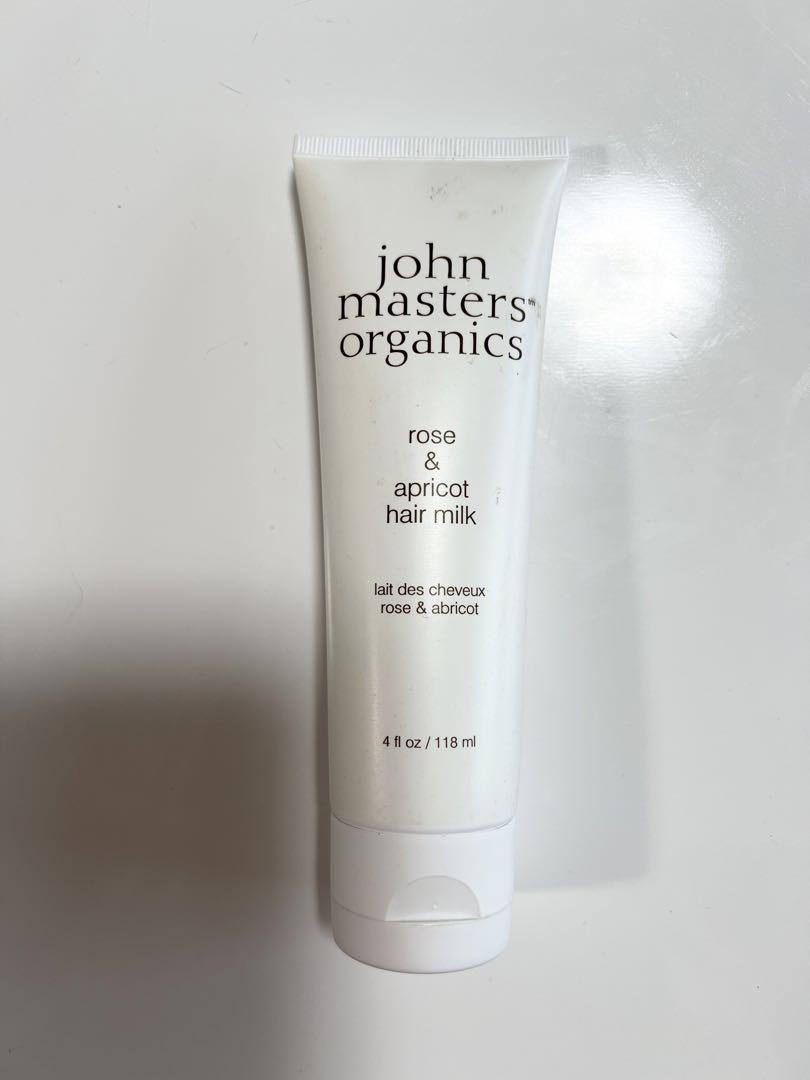 john
masters™
organics
rose
&
apricot
hair milk
lait des cheveux
rose & abricot
4 fl oz / 118 ml